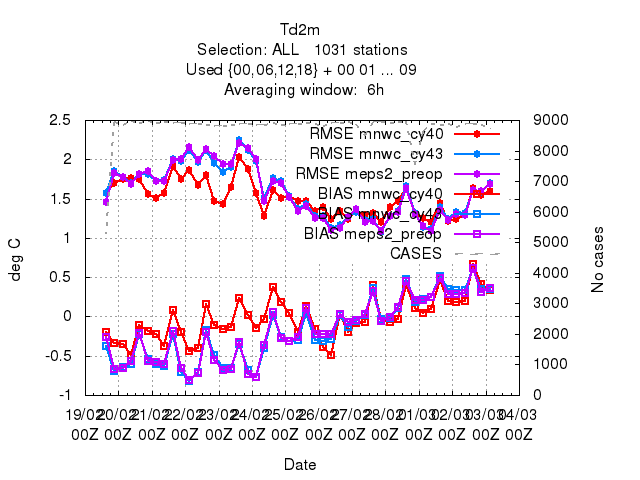 Td2m
Selection: ALL   1031 stations
Used {00,06,12,18} + 00 01 ... 09
Averaging window:  6h
2.5
2
1.5
1
0.5
0
-0.5
-1
deg C
9000
8000
7000
6000
5000
4000
3000
2000
1000
0
No cases
RMSE mnwc_cy40
RMSE mnwc_cy43
RMSE meps2_preop
BIAS mnwc_cy40
BIAS mnwc_cy43
BIAS meps2_preop
CASES
19/02 20/02 21/02 22/02 23/02 24/02 25/02 26/02 27/02 28/02 01/03 02/03 03/03 04/03
00Z 00Z 00Z 00Z 00Z 00Z 00Z 00Z 00Z 00Z 00Z 00Z 00Z 00Z
Date